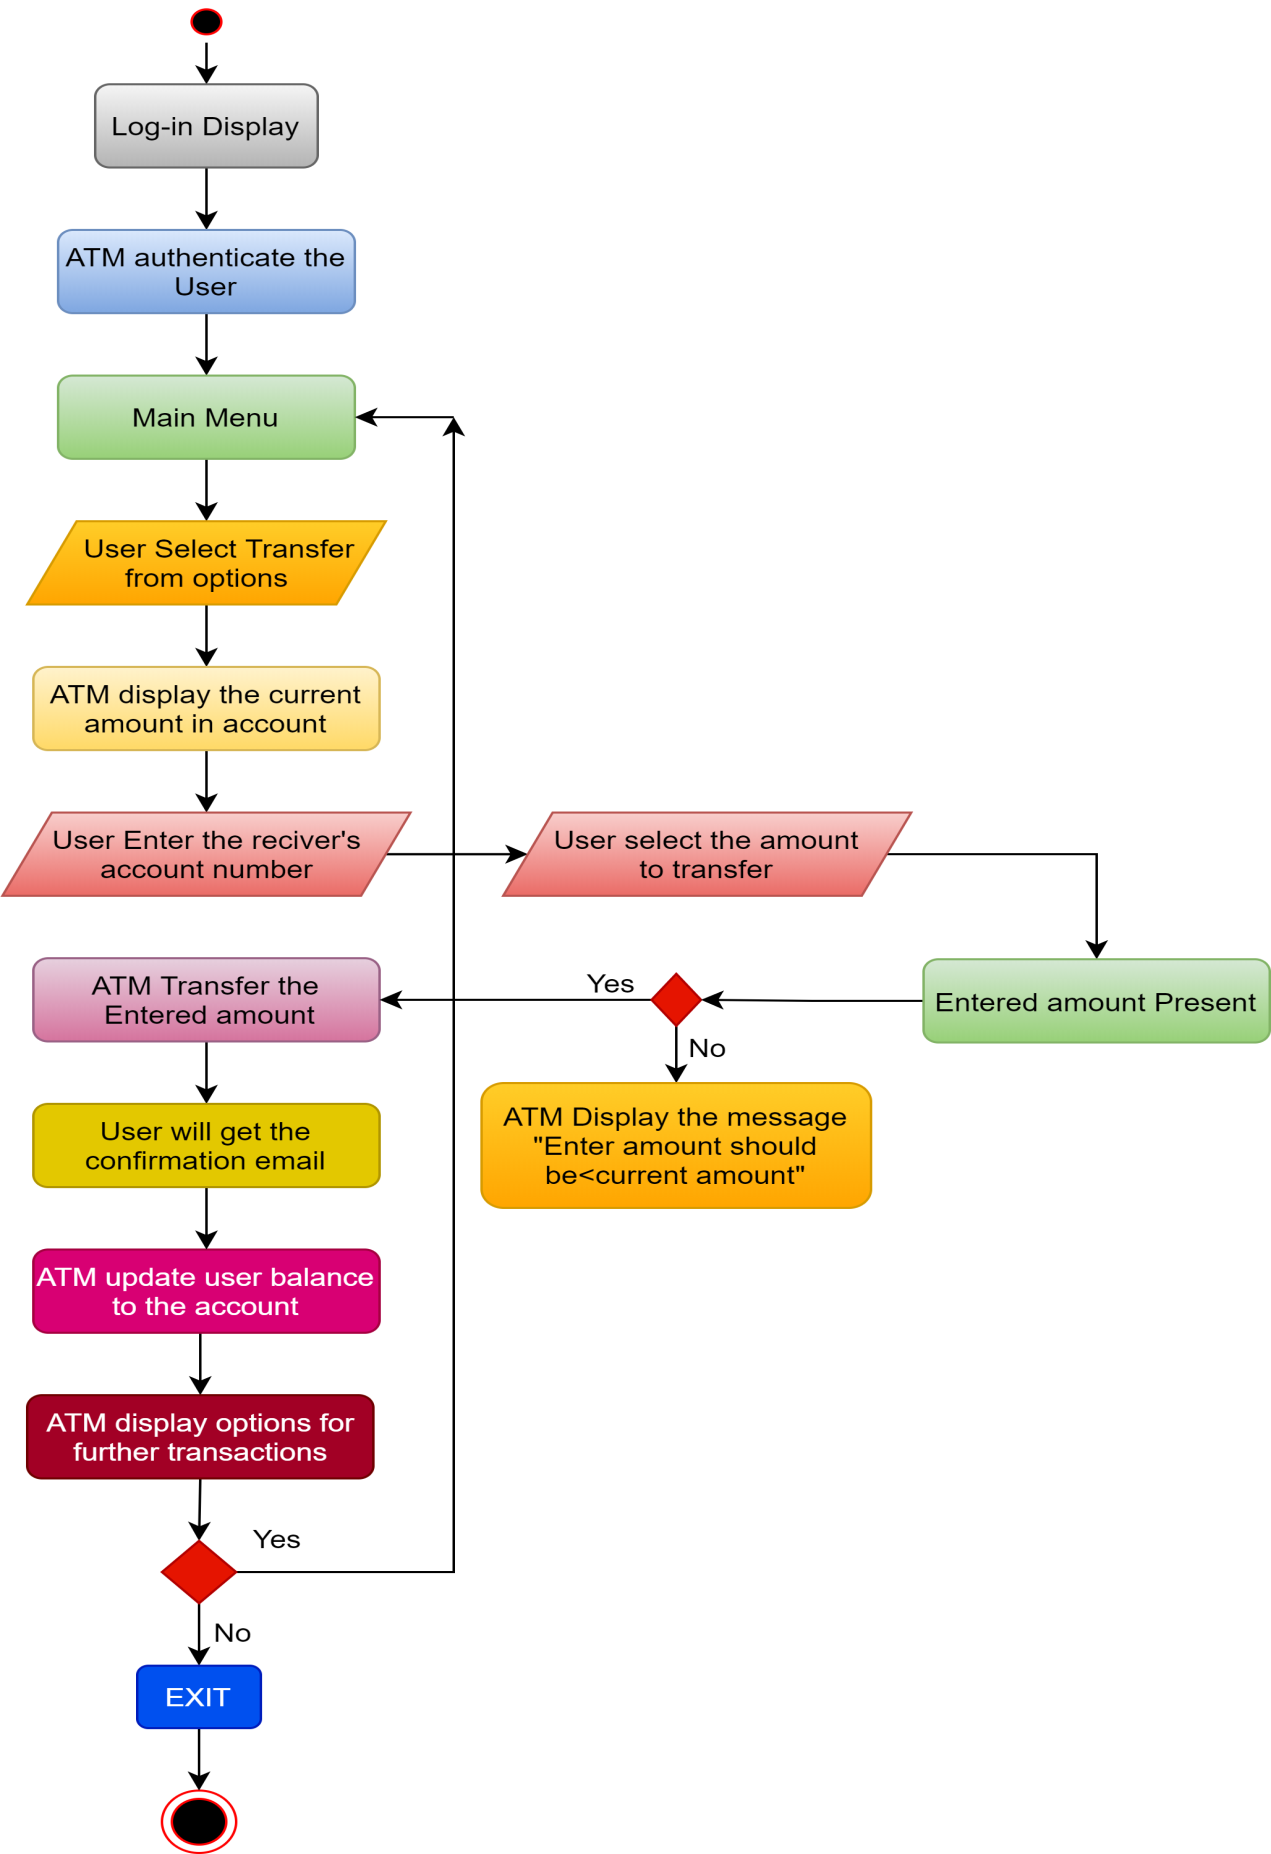 Log-in Display
ATM authenticate the
User
Main Menu
User Select Transfer
from options
ATM display the current
amount in account
User Enter the reciver's
account number
User select the amount
to transfer
Entered amount Present
Yes
No
ATM Display the message
"Enter amount should
be<current amount"
ATM Transfer the
Entered amount
User will get the
confirmation email
ATM update user balance
to the account
ATM display options for
further transactions
Yes
No
EXIT